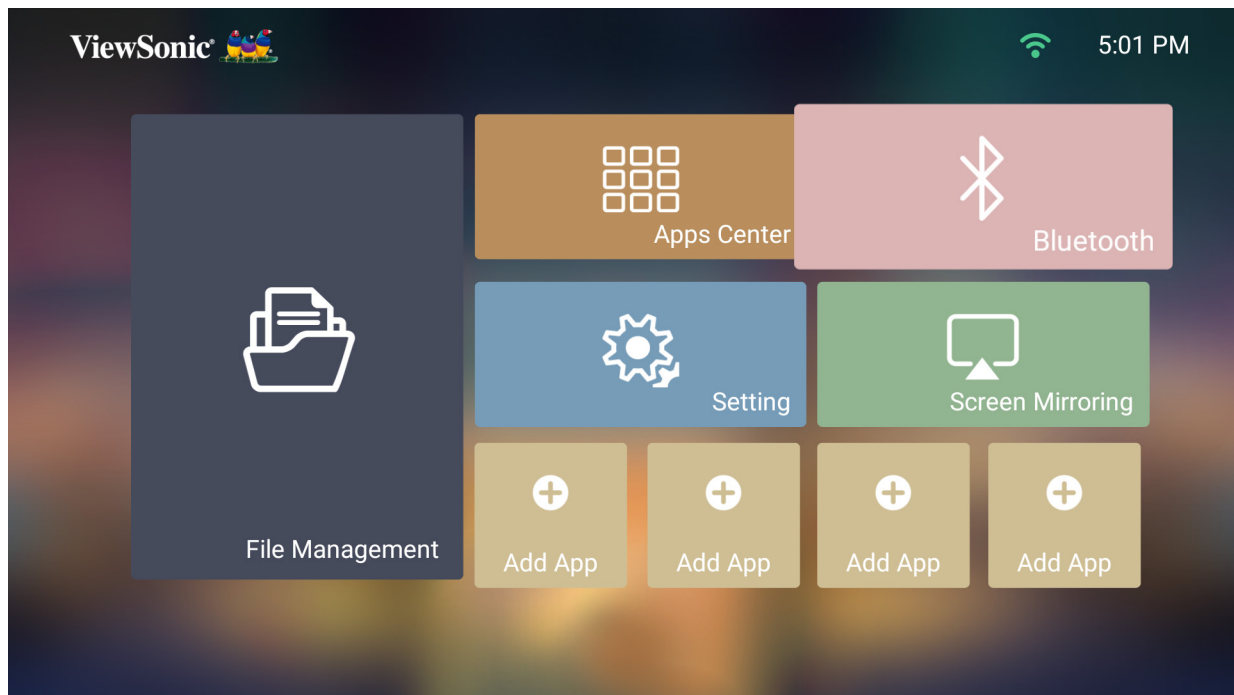 ViewSonic®
5:01 PM
Apps Center
Bluetooth
Setting
Screen Mirroring
File Management
Add App
Add App
Add App
Add App